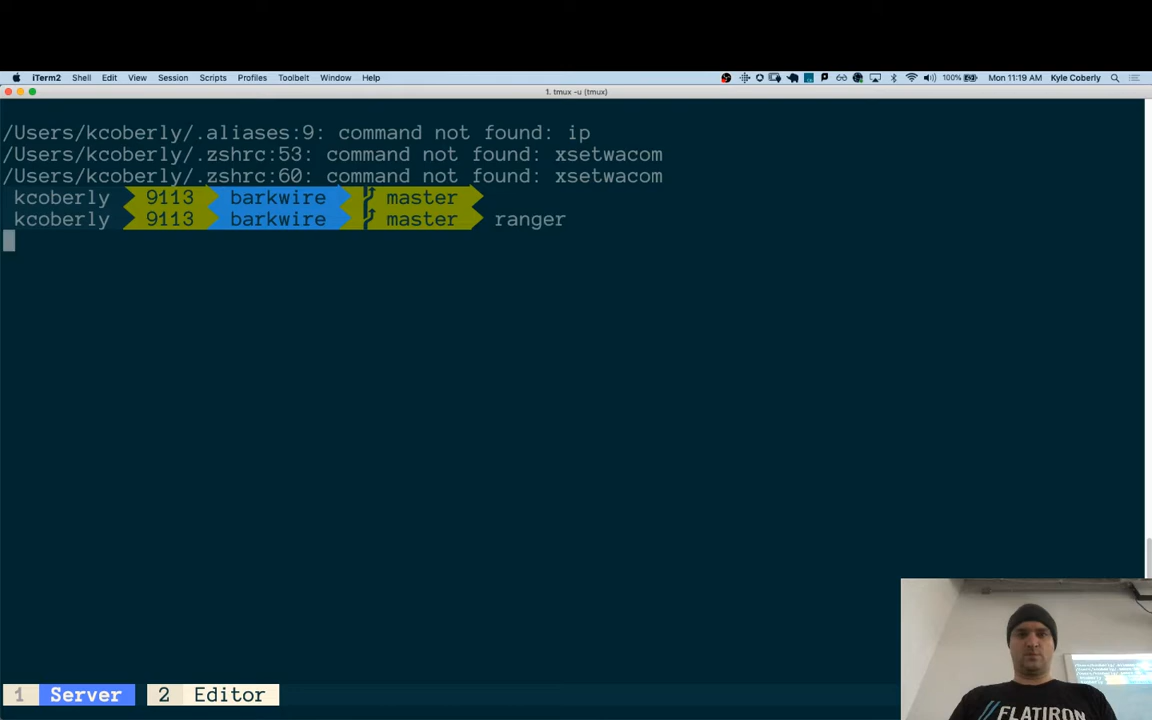 iTerm2 Shell Edit View Session Scripts Profiles Toolbelt Window Help 100% Mon 11:19 AM Kyle Coberly
1. tmux -u (tmux)
/Users/kcoberly/.aliases:9: command not found: ip
/Users/kcoberly/.zshrc:53: command not found: xsetwacom
/Users/kcoberly/.zshrc:60: command not found: xsetwacom
kcoberly 9113 barkwire master
kcoberly 9113 barkwire master ranger
1 Server 2 Editor
// FLATIRON